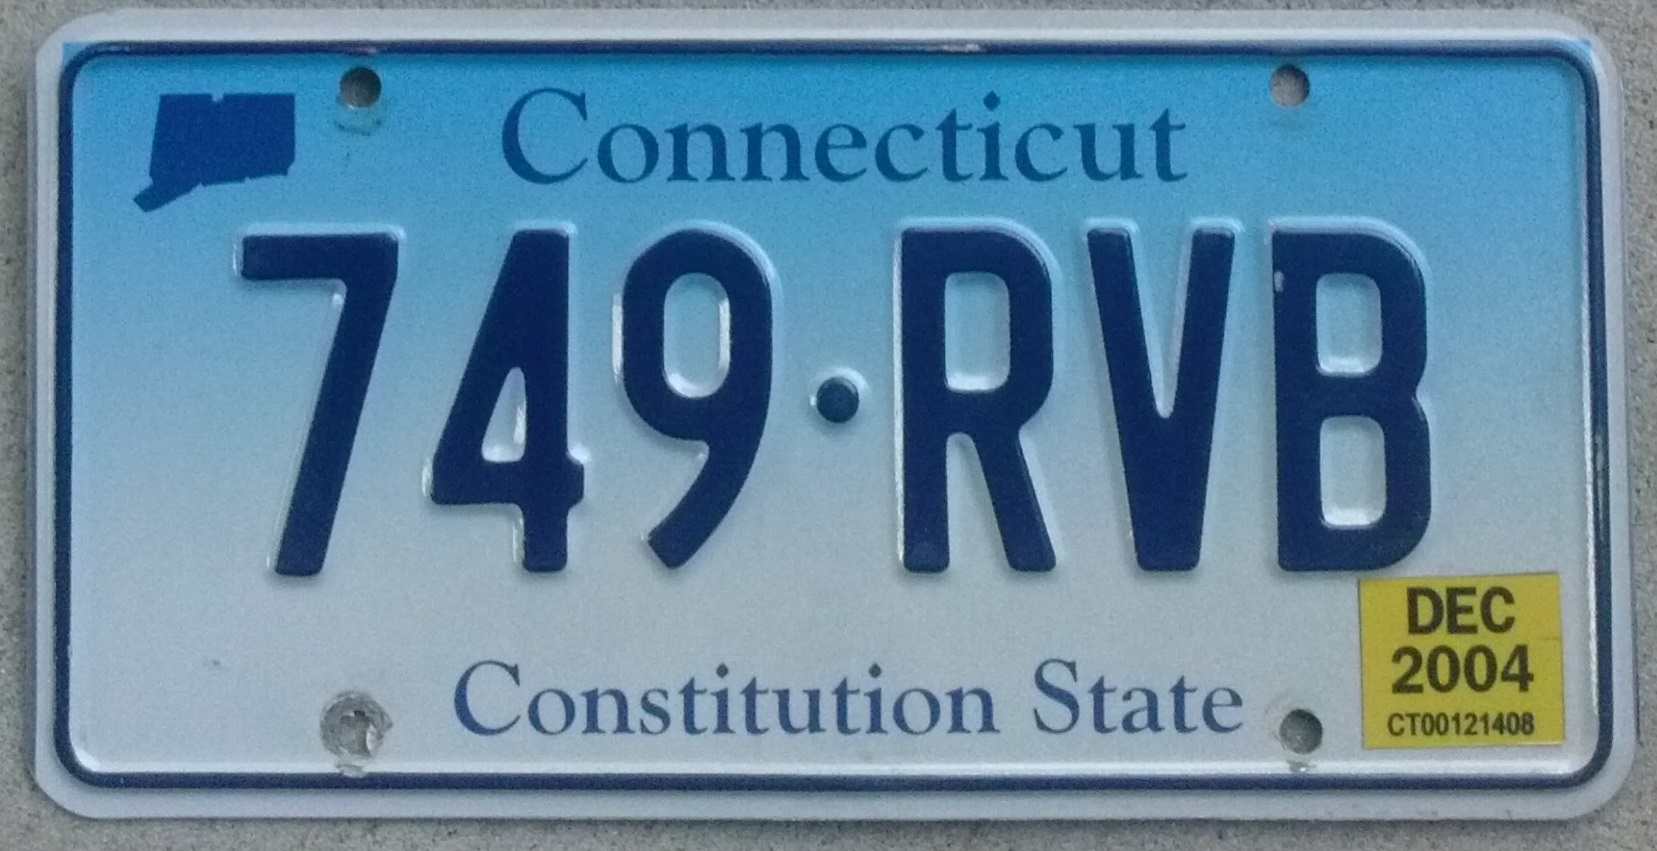 Connecticut
749·RVB
DEC
2004
CT00121408
Constitution State